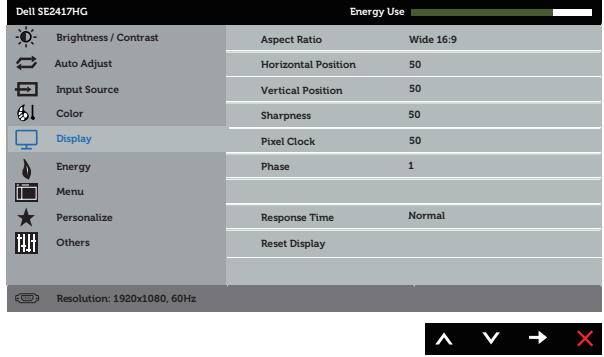 Dell SE2417HG Energy Use
Brightness / Contrast Aspect Ratio Wide 16:9
Auto Adjust Horizontal Position 50
Input Source Vertical Position 50
Color Sharpness 50
Display Pixel Clock 50
Energy Phase 1
Menu
Personalize Response Time Normal
Others Reset Display
Resolution: 1920x1080, 60Hz